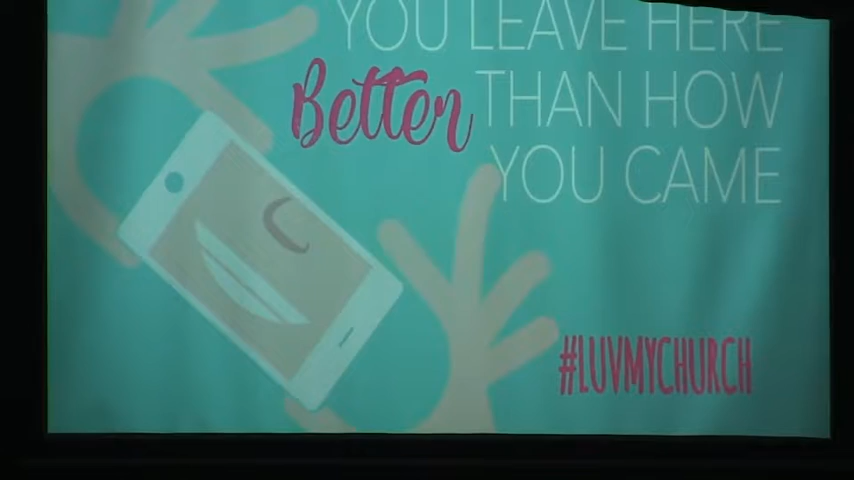 YOU LEAVE HERE
Better THAN HOW
YOU CAME
#LUVMYCHURCH